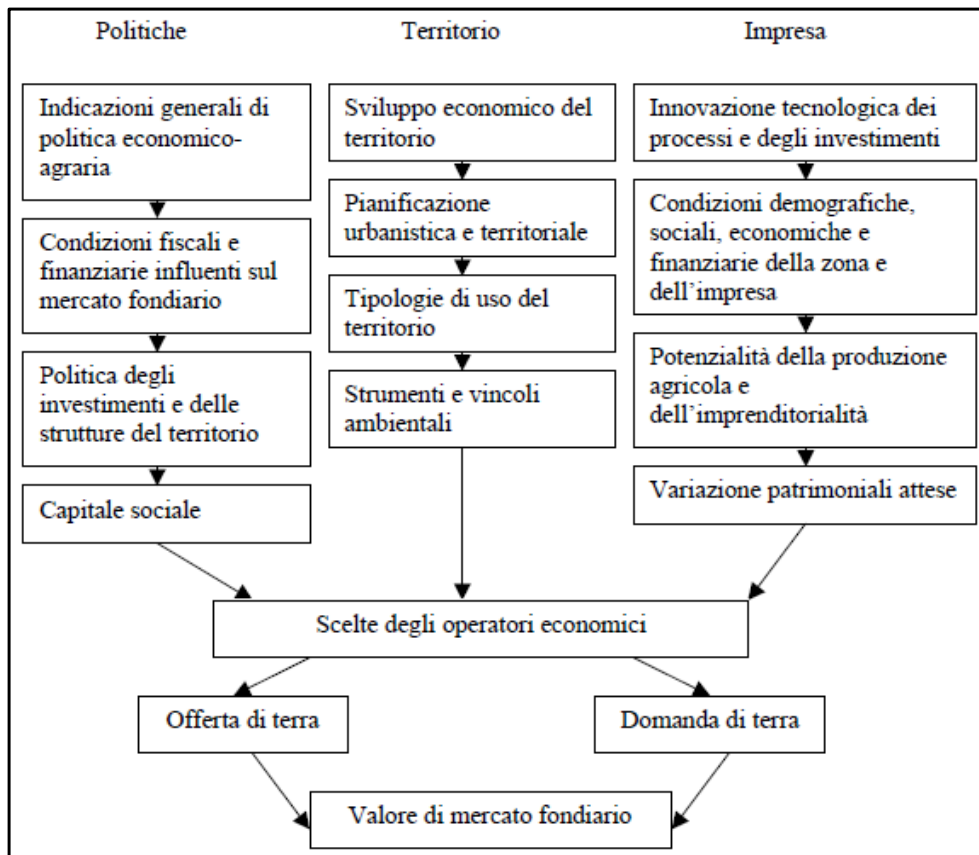 Politiche
Territorio
Impresa
Indicazioni generali di
politica economico-
agraria
Condizioni fiscali e
finanziarie influenti sul
mercato fondiario
Politica degli
investimenti e delle
strutture del territorio
Capitale sociale
Sviluppo economico del
territorio
Pianificazione
urbanistica e territoriale
Tipologie di uso del
territorio
Strumenti e vincoli
ambientali
Innovazione tecnologica dei
processi e degli investimenti
Condizioni demografiche,
sociali, economiche e
finanziarie della zona e
dell’impresa
Potenzialità della produzione
agricola e
dell’imprenditorialità
Variazione patrimoniali attese
Scelte degli operatori economici
Offerta di terra
Domanda di terra
Valore di mercato fondiario